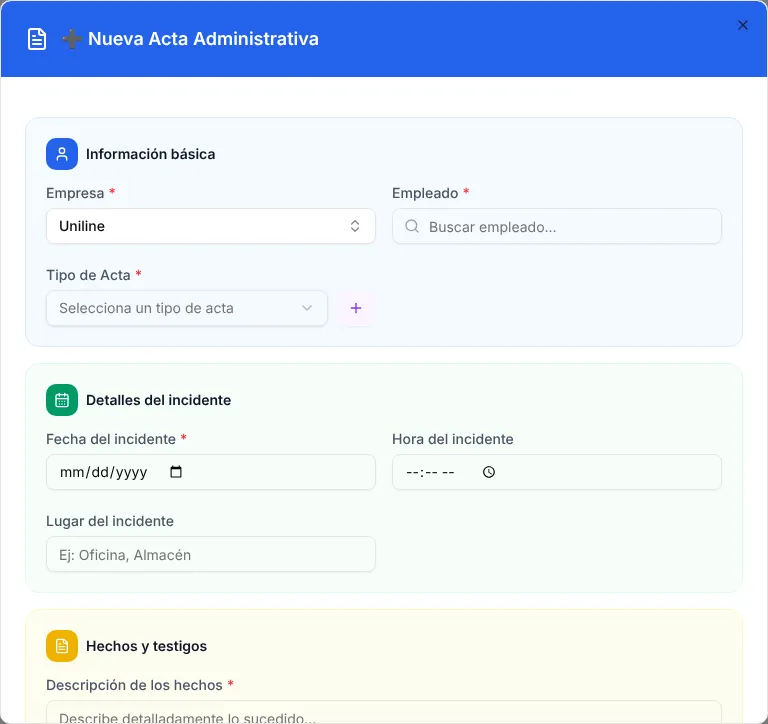 ➕ Nueva Acta Administrativa
Información básica
Empresa *
Empleado *
Uniline
Buscar empleado...
Tipo de Acta *
Selecciona un tipo de acta
+
Detalles del incidente
Fecha del incidente *
Hora del incidente
mm/dd/yyyy
--:-- --
Lugar del incidente
Ej: Oficina, Almacén
Hechos y testigos
Descripción de los hechos *
Describe detalladamente lo sucedido...